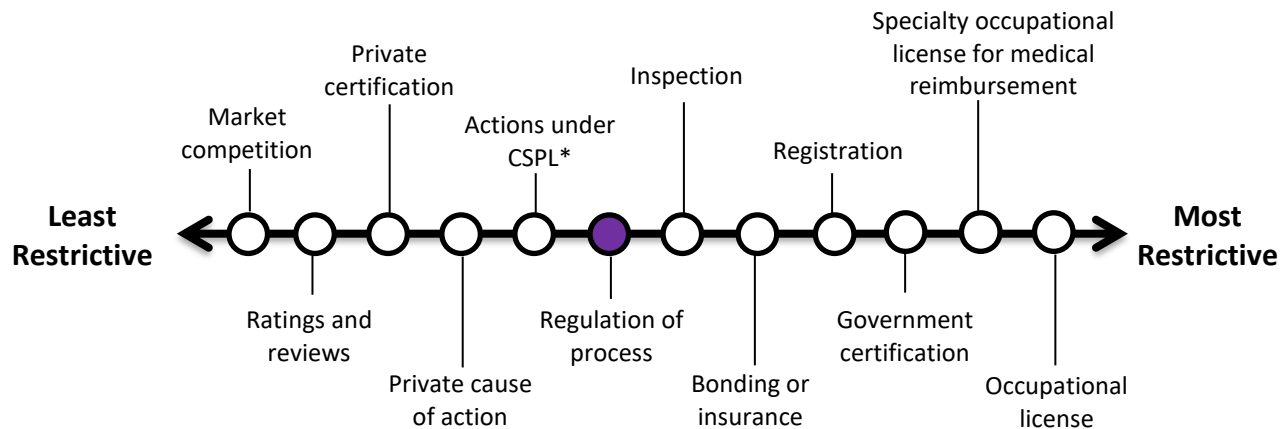 Specialty occupational
license for medical
reimbursement
Private
certification
Inspection
Market
competition
Actions under
CSPL*
Registration
Least
Restrictive
Most
Restrictive
Ratings and
reviews
Regulation of
process
Government
certification
Private cause
of action
Bonding or
insurance
Occupational
license